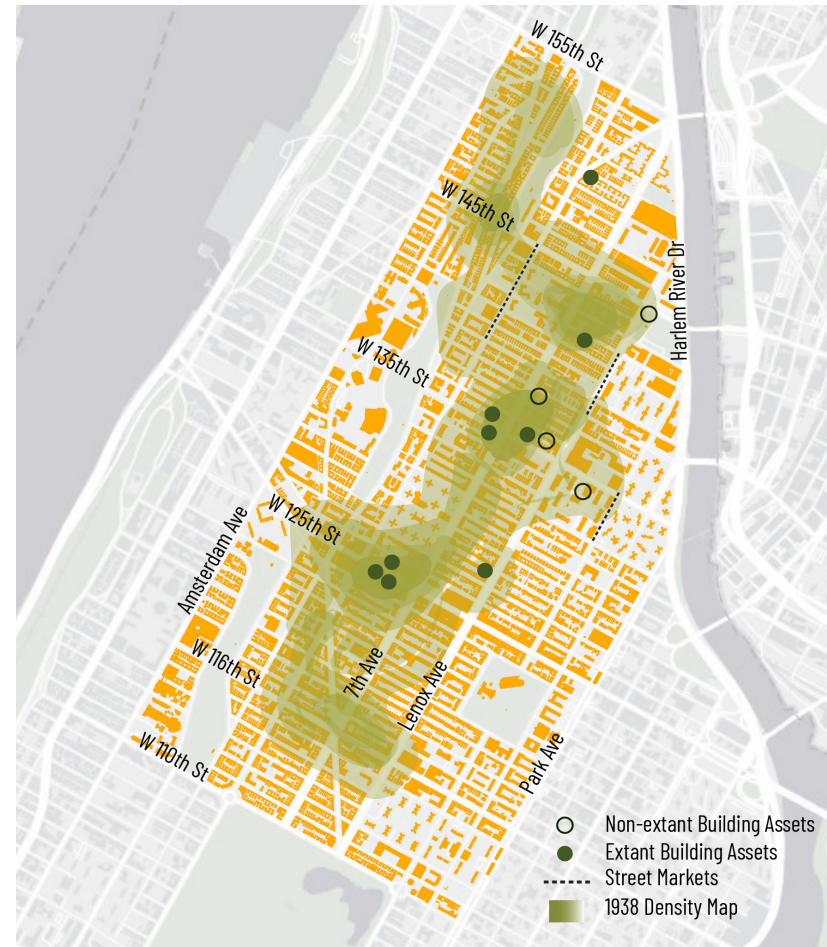 W 155th St
W 145th St
Harlem River Dr
W 135th St
W 125th St
Amsterdam Ave
W 116th St
7th Ave
Lenox Ave
W 110th St
Park Ave
Non-extant Building Assets
Extant Building Assets
Street Markets
1938 Density Map